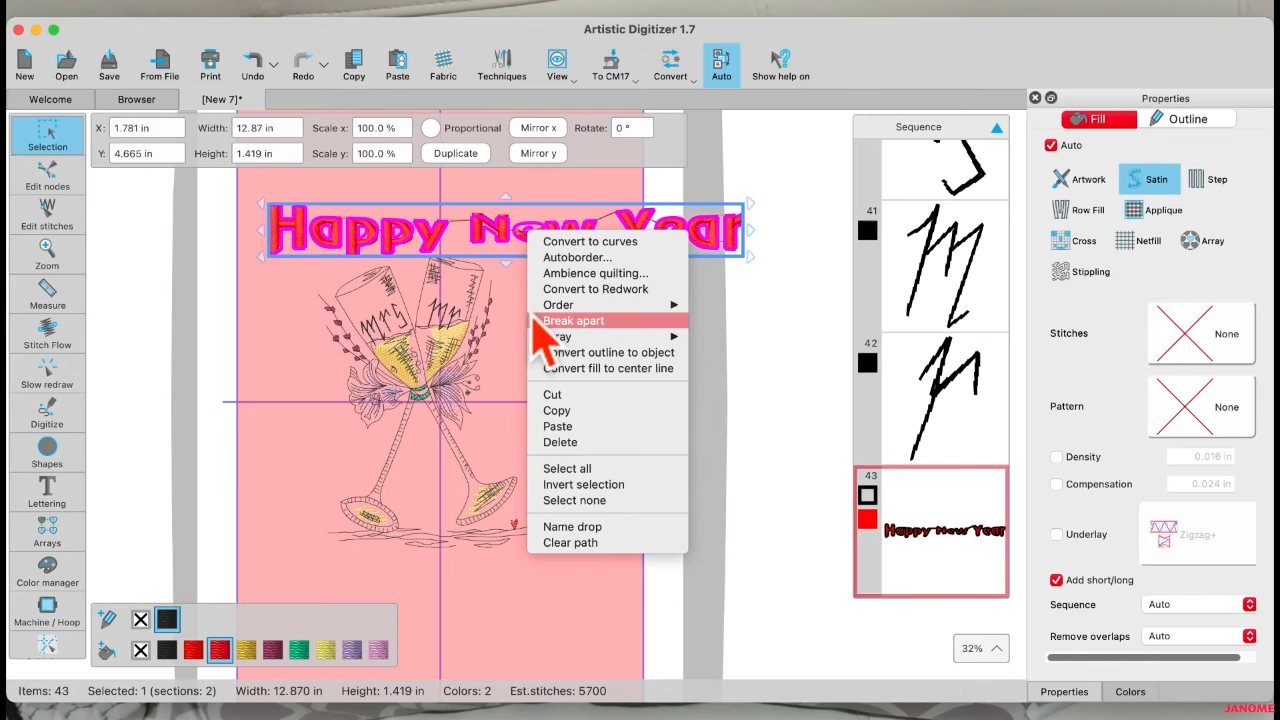 Artistic Digitizer 1.7
New Open Save From File Print Undo Redo Copy Paste Fabric Techniques View To CM17 Convert Auto Show help on
Welcome Browser [New 7]*
Selection
Edit nodes
Edit stitches
Zoom
Measure
Stitch Flow
Slow redraw
Digitize
Shapes
Lettering
Arrays
Color manager
Machine / Hoop
X: 1.781 in Width: 12.87 in Scale x: 100.0 % Proportional Mirror x Rotate: 0 °
Y: 4.665 in Height: 1.419 in Scale y: 100.0 % Duplicate Mirror y
Happy New Year
Convert to curves
Autoborder...
Ambience quilting...
Convert to Redwork
Order
Break apart
Convert outline to object
Convert fill to center line
Cut
Copy
Paste
Delete
Select all
Invert selection
Select none
Name drop
Clear path
Sequence
41
42
43
Happy New Year
32%
Properties
Fill Outline
Auto
Artwork Satin Step
Row Fill Applique
Cross Netfill Array
Stippling
Stitches None
Pattern None
Density 0.016 in
Compensation 0.024 in
Underlay Zigzag+
Add short/long
Sequence Auto
Remove overlaps Auto
Properties Colors
Items: 43 Selected: 1 (sections: 2) Width: 12.870 in Height: 1.419 in Colors: 2 Est.stitches: 5700
JANOME